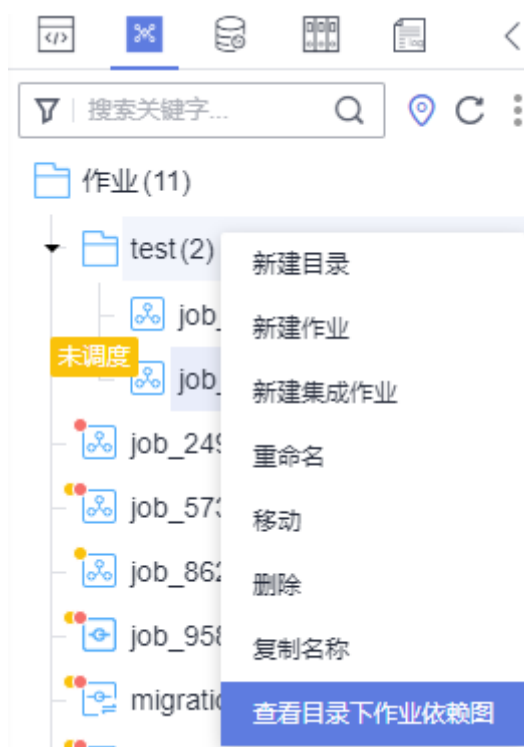 搜索关键字...
作业(11)
test(2)
新建目录
job_
新建作业
未调度
job_
新建集成作业
job_249
重命名
job_573
移动
job_862
删除
job_958
复制名称
migratio
查看目录下作业依赖图